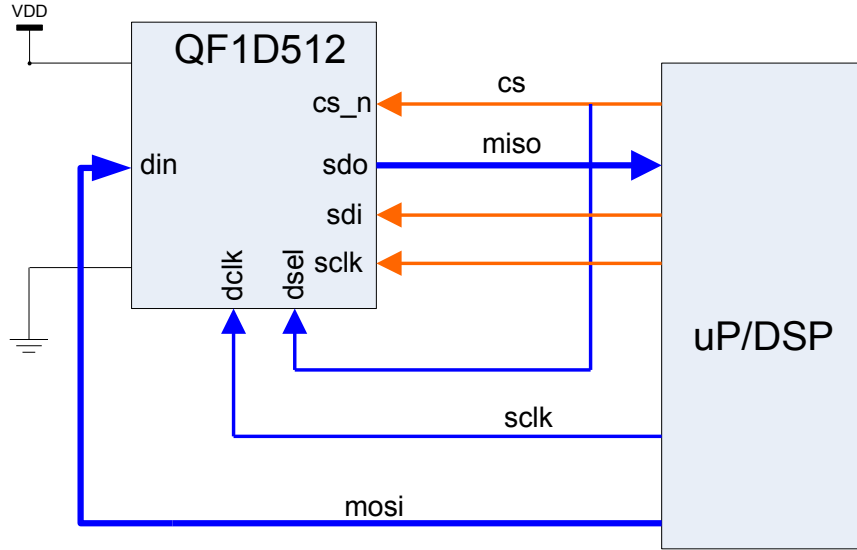 VDD
QF1D512
cs
cs_n
miso
din
sdo
sdi
sclk
dclk
dsel
uP/DSP
sclk
mosi